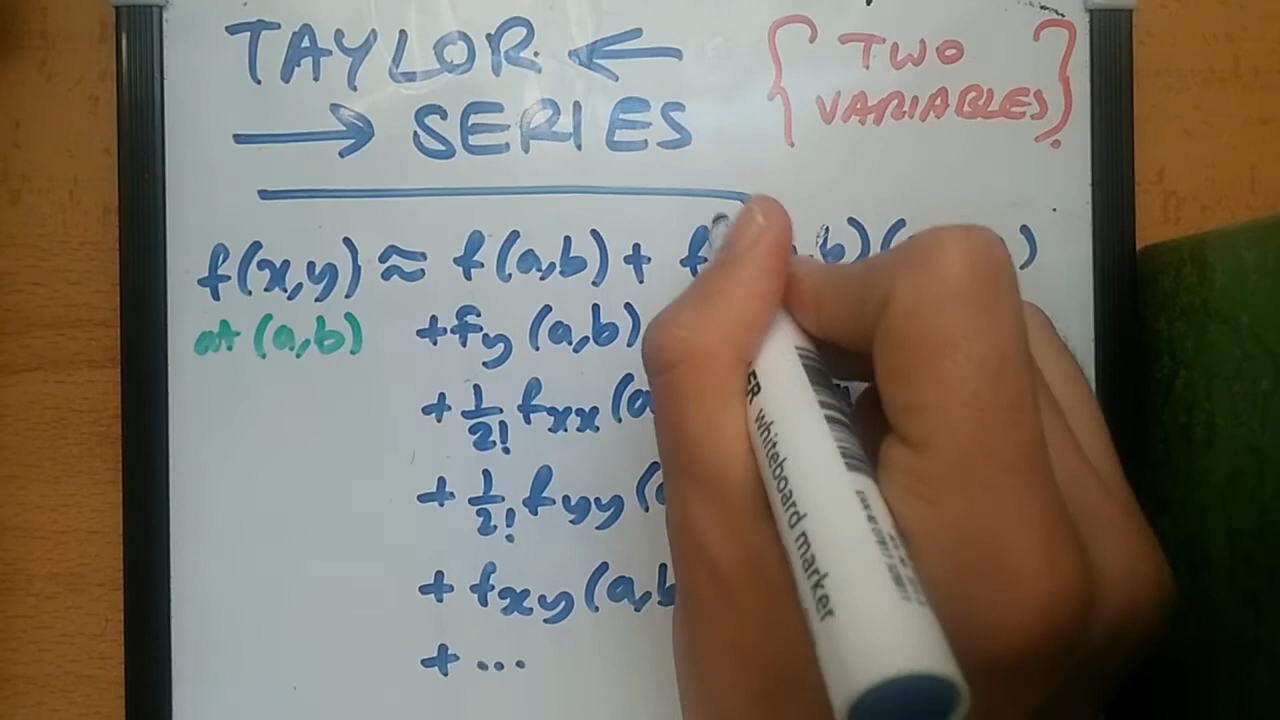 TAYLOR ←
→ SERIES
{ TWO
VARIABLES }
f(x,y) ≈ f(a,b) + f b)( )
at (a,b)
+ fy (a,b)
+ 1/2! fxx (a
+ 1/2! fyy (
+ fxy (a,b
+ ...
whiteboard marker